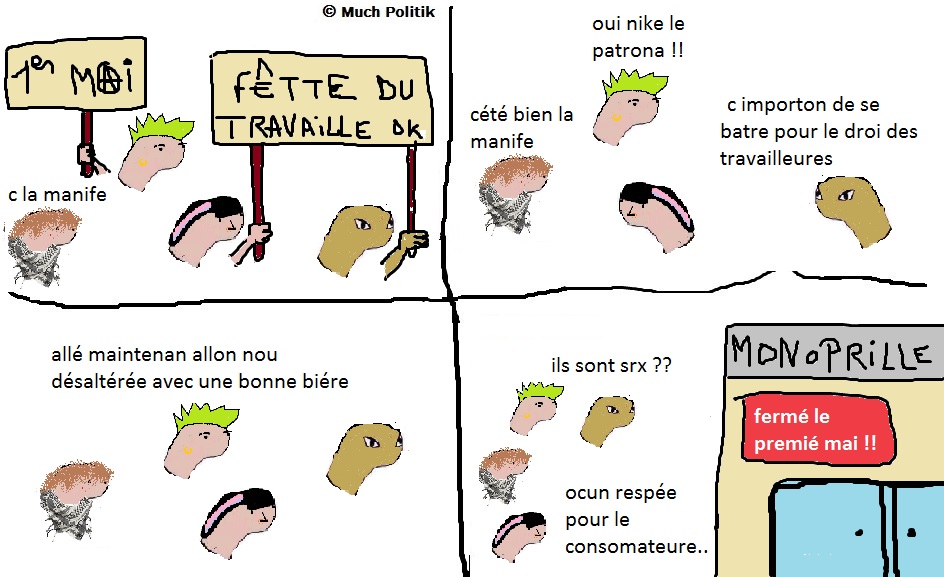 © Much Politik
1er MAi
FÊTTE DU
TRAVAiLLE OK
c la manife
oui nike le
patrona !!
cété bien la
manife
c importon de se
batre pour le droi des
travailleures
allé maintenan allon nou
désaltérée avec une bonne biére
ils sont srx ??
MONOPRILLE
fermé le
premié mai !!
ocun respée
pour le
consomateure..